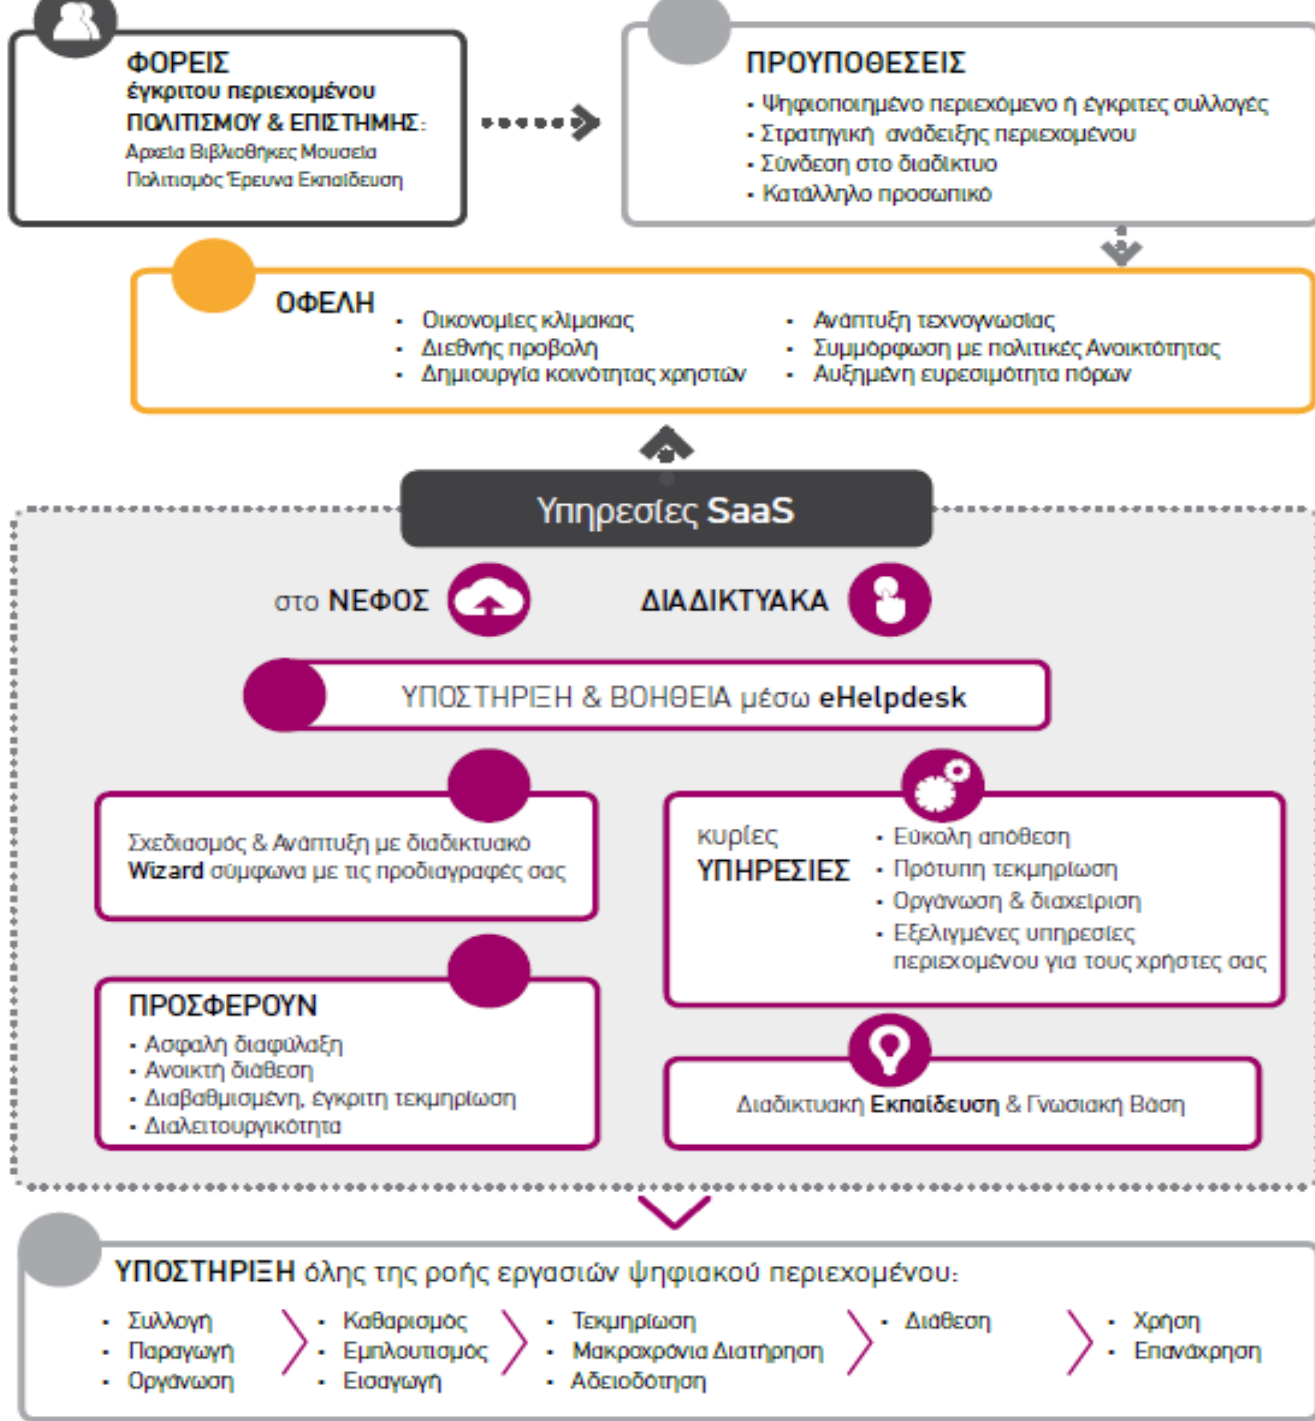 ΦΟΡΕΙΣ
έγκριτου περιεχομένου
ΠΟΛΙΤΙΣΜΟΥ & ΕΠΙΣΤΗΜΗΣ:
Αρχεία Βιβλιοθήκες Μουσεία
Πολιτισμός Έρευνα Εκπαίδευση
ΠΡΟΥΠΟΘΕΣΕΙΣ
• Ψηφιοποιημένο περιεχόμενο ή έγκριτες συλλογές
• Στρατηγική ανάδειξης περιεχομένου
• Σύνδεση στο διαδίκτυο
• Κατάλληλο προσωπικό
ΟΦΕΛΗ
• Οικονομίες κλίμακας
• Διεθνής προβολή
• Δημιουργία κοινότητας χρηστών
• Ανάπτυξη τεχνογνωσίας
• Συμμόρφωση με πολιτικές Ανοικτότητας
• Αυξημένη ευρεσιμότητα πόρων
Υπηρεσίες SaaS
στο ΝΕΦΟΣ
ΔΙΑΔΙΚΤΥΑΚΑ
ΥΠΟΣΤΗΡΙΞΗ & ΒΟΗΘΕΙΑ μέσω eHelpdesk
Σχεδιασμός & Ανάπτυξη με διαδικτυακό
Wizard σύμφωνα με τις προδιαγραφές σας
κυρίες
ΥΠΗΡΕΣΙΕΣ
• Εύκολη απόθεση
• Πρότυπη τεκμηρίωση
• Οργάνωση & διαχείριση
• Εξελιγμένες υπηρεσίες
περιεχομένου για τους χρήστες σας
ΠΡΟΣΦΕΡΟΥΝ
• Ασφαλή διαφύλαξη
• Ανοικτή διάθεση
• Διαβαθμισμένη, έγκριτη τεκμηρίωση
• Διαλειτουργικότητα
Διαδικτυακή Εκπαίδευση & Γνωσιακή Βάση
ΥΠΟΣΤΗΡΙΞΗ όλης της ροής εργασιών ψηφιακού περιεχομένου:
• Συλλογή
• Παραγωγή
• Οργάνωση
• Καθαρισμός
• Εμπλουτισμός
• Εισαγωγή
• Τεκμηρίωση
• Μακροχρόνια Διατήρηση
• Αδειοδότηση
• Διάθεση
• Χρήση
• Επανάχρηση